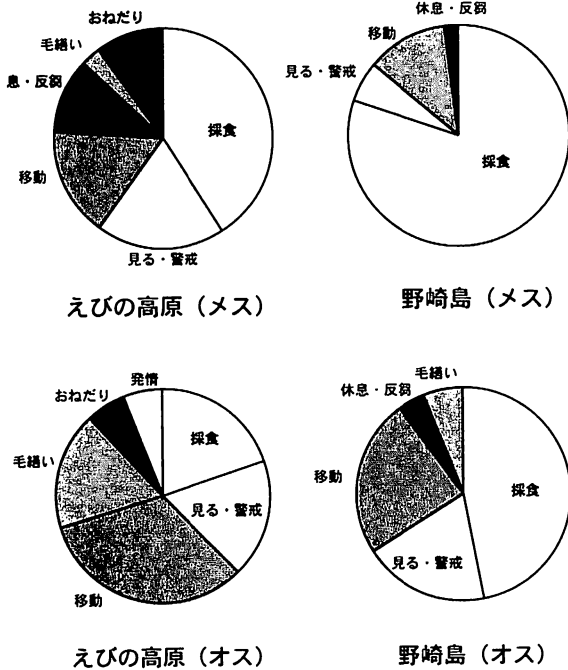 おねだり
毛繕い
息・反芻
移動
採食
見る・警戒
えびの高原（メス）
休息・反芻
移動
見る・警戒
採食
野崎島（メス）
発情
おねだり
毛繕い
採食
見る・警戒
移動
えびの高原（オス）
毛繕い
休息・反芻
移動
採食
見る・警戒
野崎島（オス）